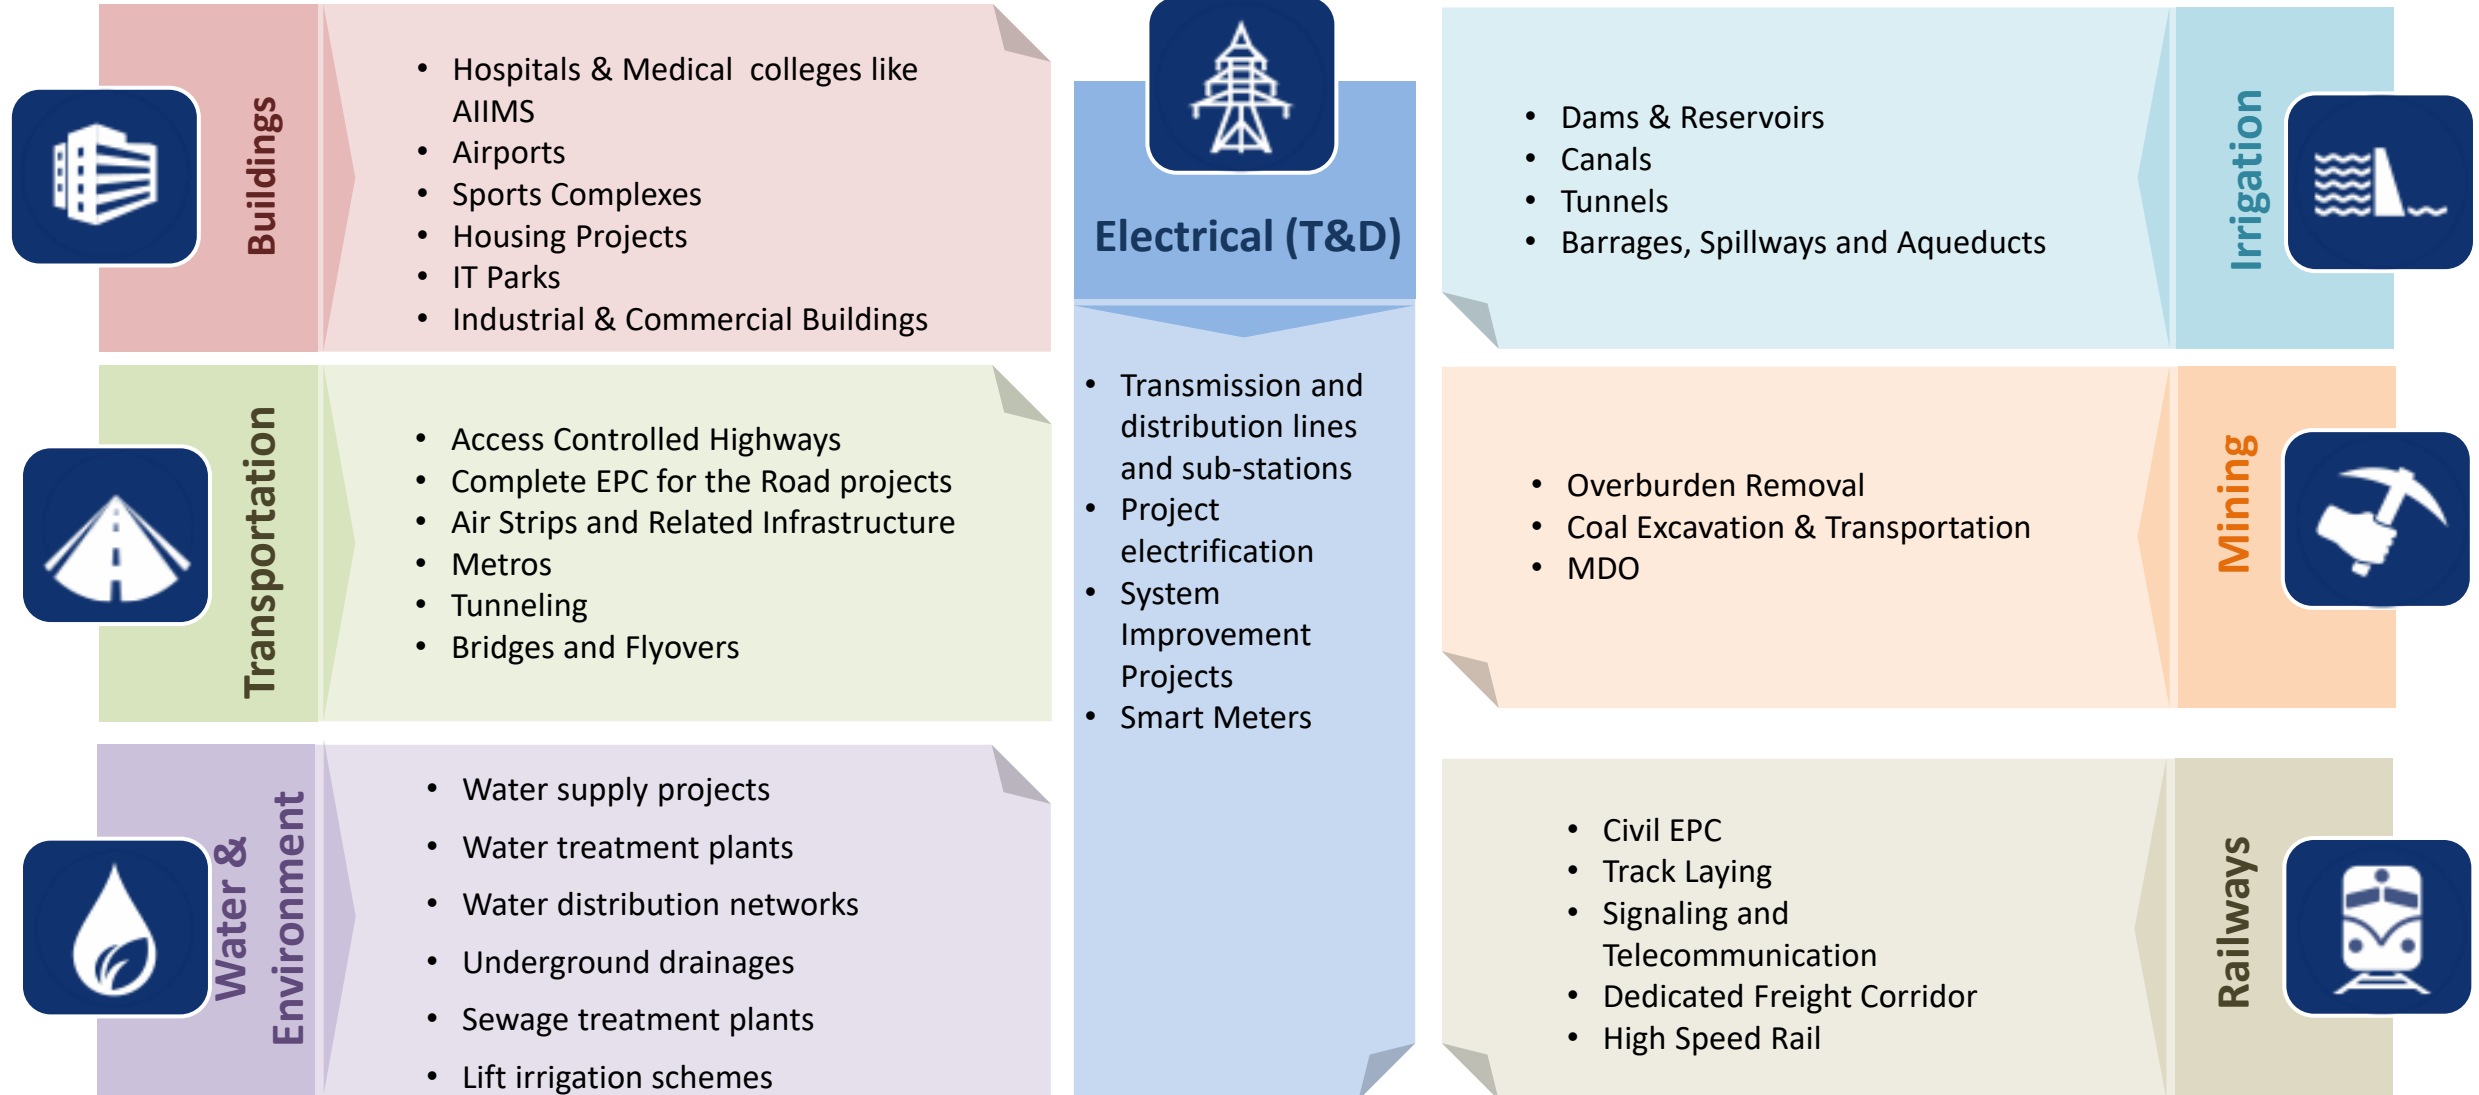 Buildings
• Hospitals & Medical colleges like
AIIMS
• Airports
• Sports Complexes
• Housing Projects
• IT Parks
• Industrial & Commercial Buildings
Transportation
• Access Controlled Highways
• Complete EPC for the Road projects
• Air Strips and Related Infrastructure
• Metros
• Tunneling
• Bridges and Flyovers
Water &
Environment
• Water supply projects
• Water treatment plants
• Water distribution networks
• Underground drainages
• Sewage treatment plants
• Lift irrigation schemes
Electrical (T&D)
• Transmission and
distribution lines
and sub-stations
• Project
electrification
• System
Improvement
Projects
• Smart Meters
Irrigation
• Dams & Reservoirs
• Canals
• Tunnels
• Barrages, Spillways and Aqueducts
Mining
• Overburden Removal
• Coal Excavation & Transportation
• MDO
Railways
• Civil EPC
• Track Laying
• Signaling and
Telecommunication
• Dedicated Freight Corridor
• High Speed Rail